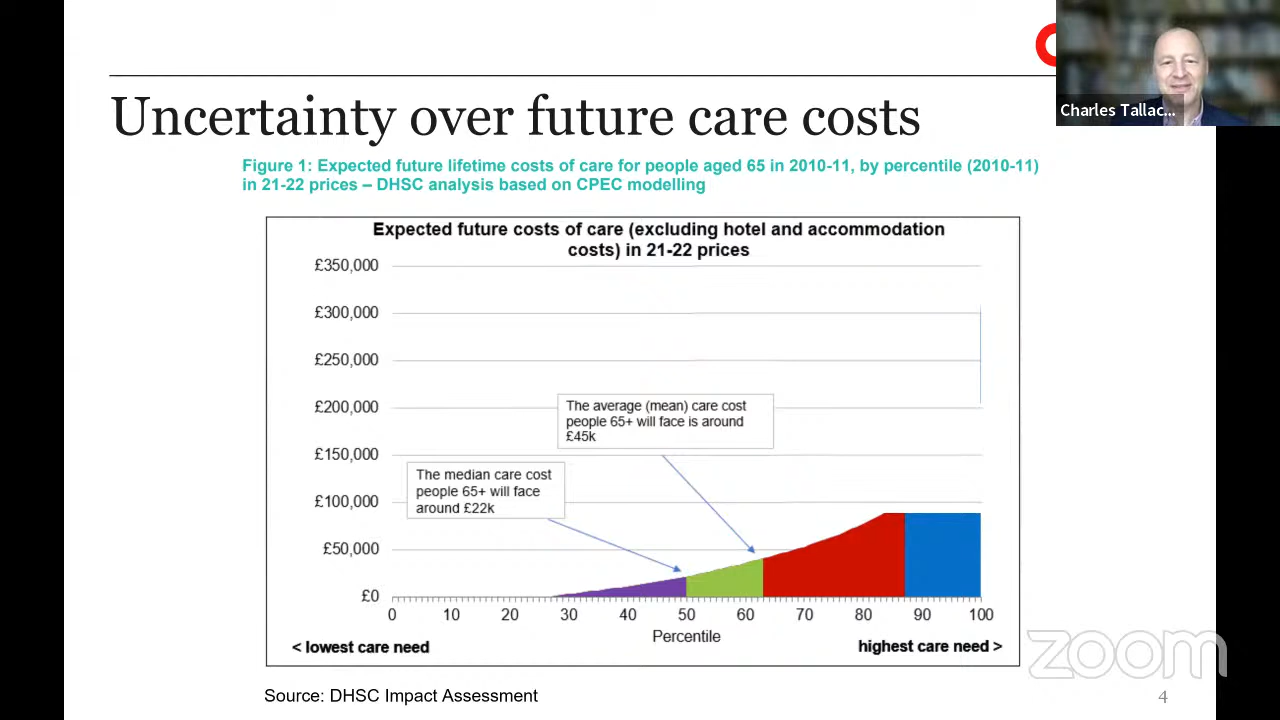 Charles Tallac...
Uncertainty over future care costs
Figure 1: Expected future lifetime costs of care for people aged 65 in 2010-11, by percentile (2010-11)
in 21-22 prices – DHSC analysis based on CPEC modelling
Expected future costs of care (excluding hotel and accommodation
costs) in 21-22 prices
£350,000
£300,000
£250,000
£200,000
£150,000
£100,000
£50,000
£0
The average (mean) care cost
people 65+ will face is around
£45k
The median care cost
people 65+ will face
around £22k
0 10 20 30 40 50 60 70 80 90 100
Percentile
< lowest care need
highest care need >
zoom
Source: DHSC Impact Assessment
4